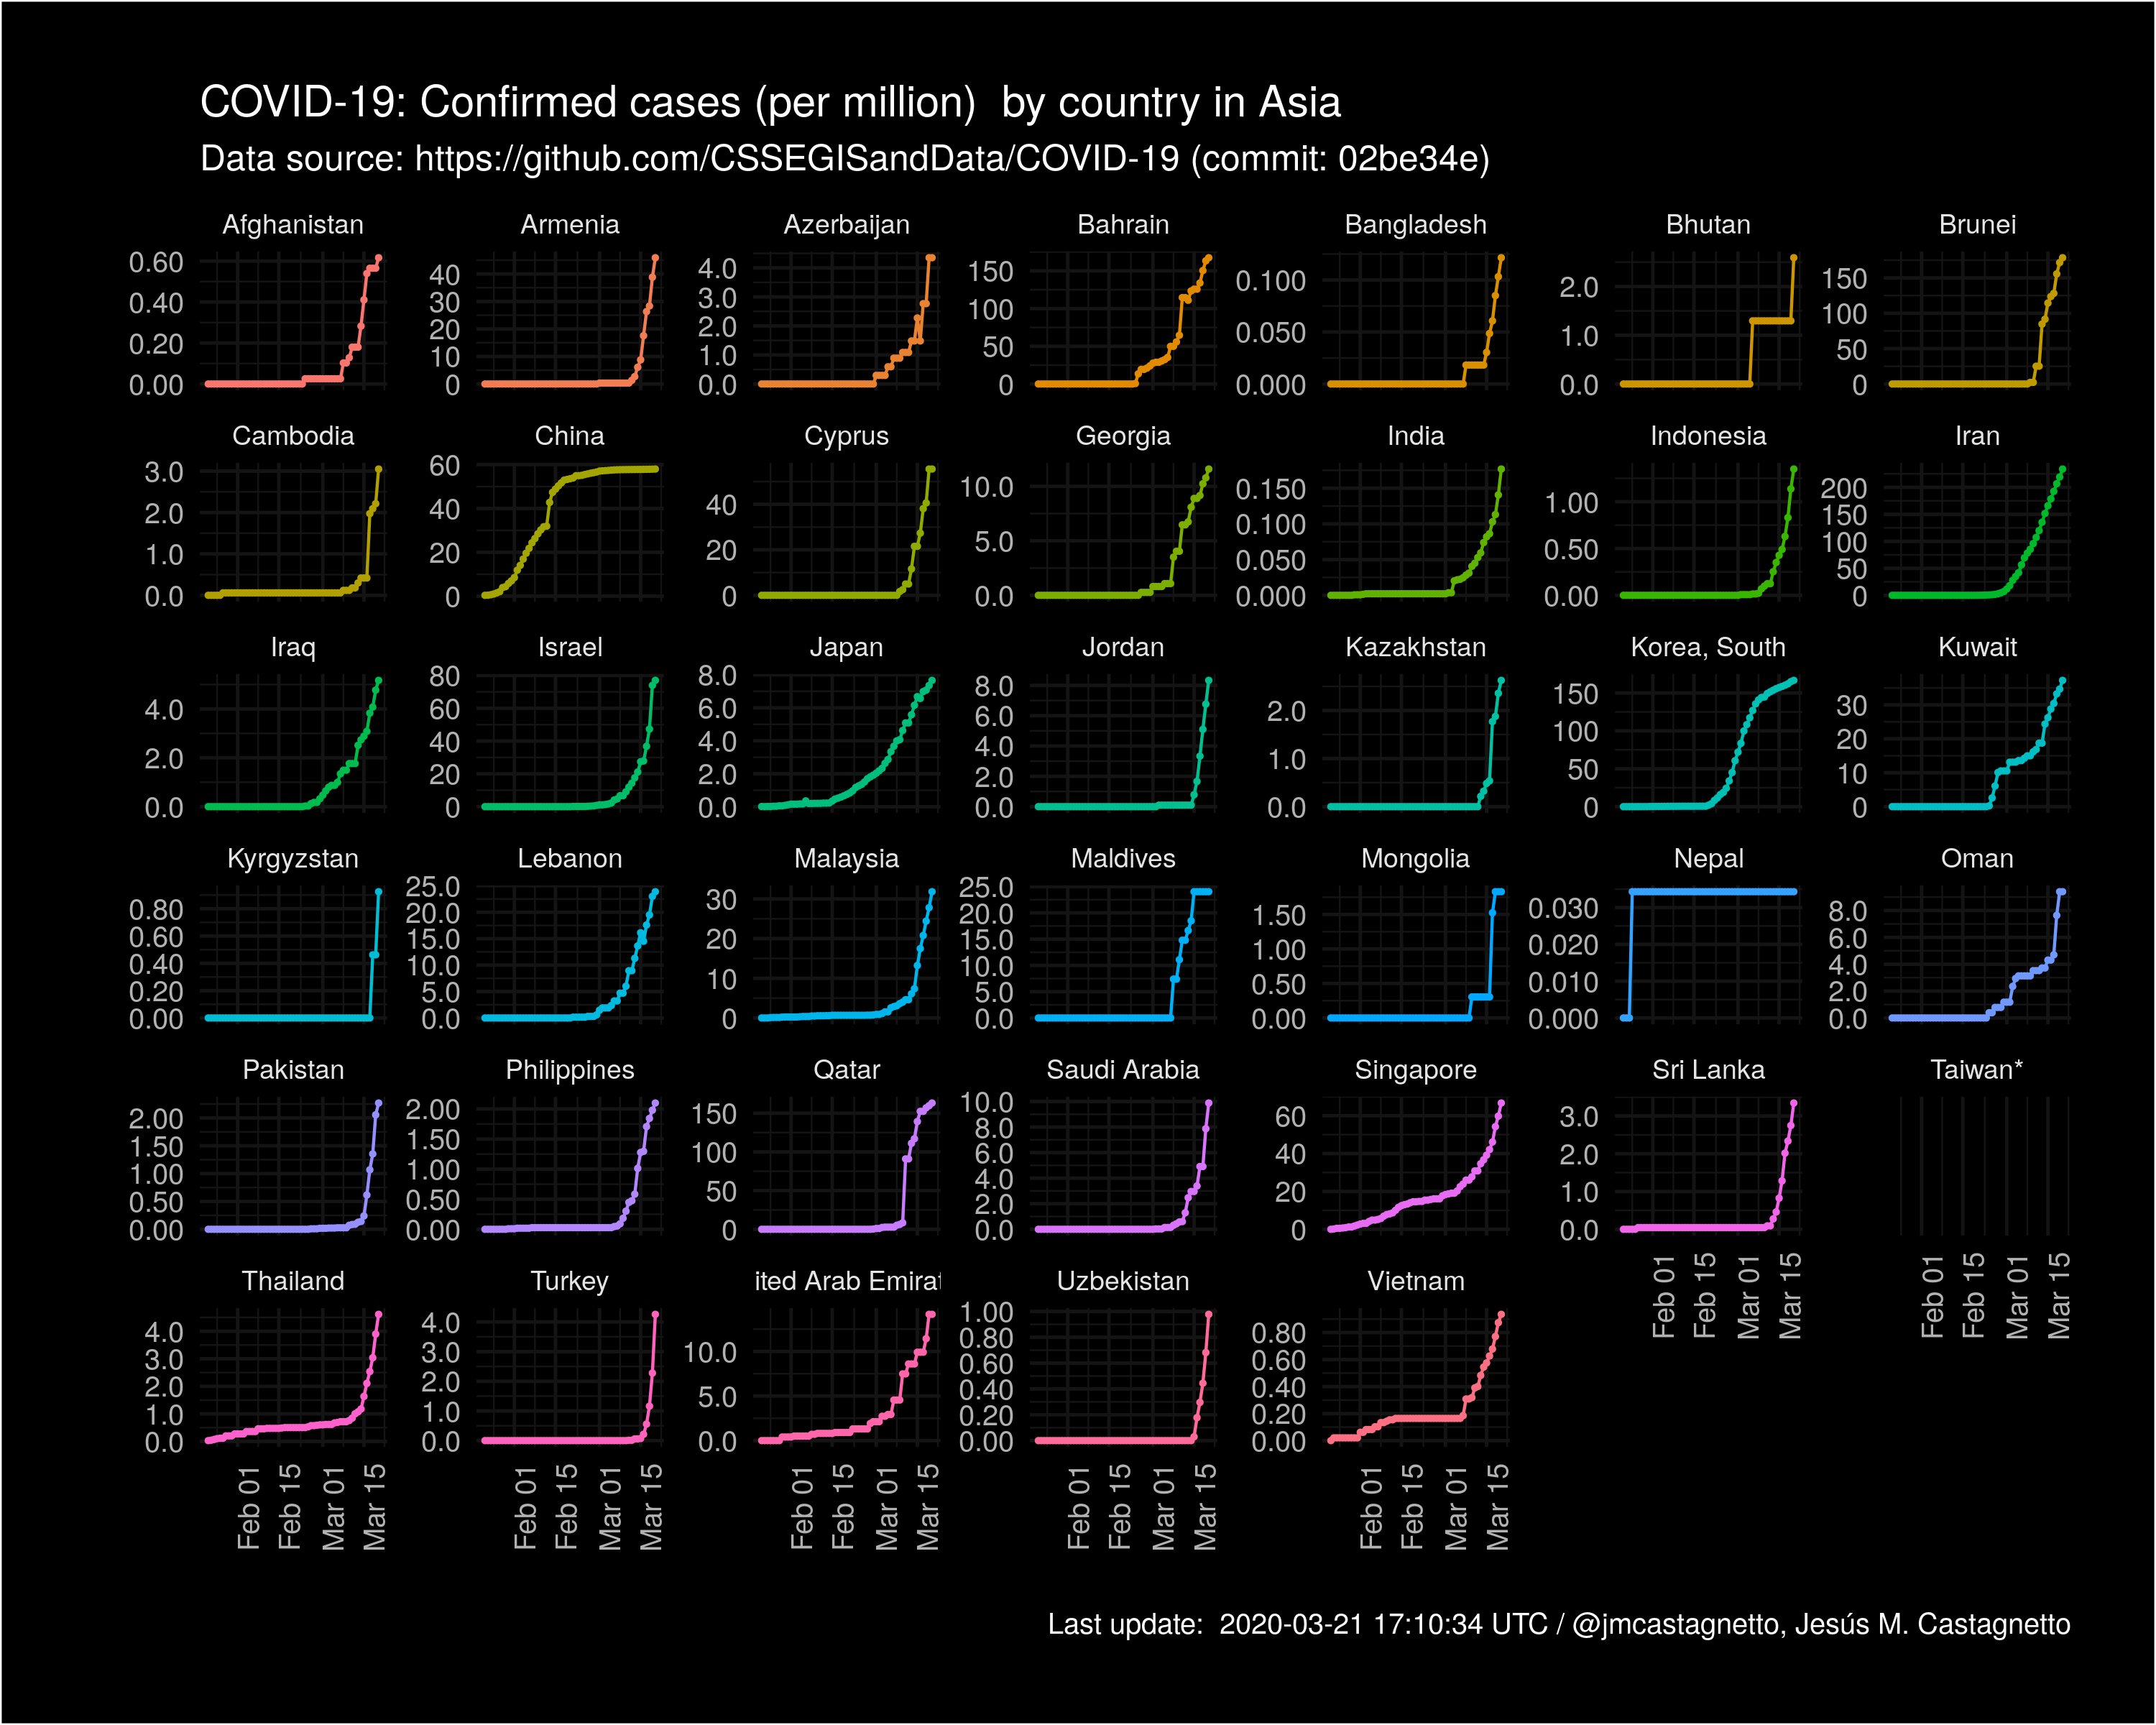 COVID-19: Confirmed cases (per million)  by country in Asia
Data source: https://github.com/CSSEGISandData/COVID-19 (commit: 02be34e)
Afghanistan
0.60
0.40
0.20
0.00
Armenia
40
30
20
10
0
Azerbaijan
4.0
3.0
2.0
1.0
0.0
Bahrain
150
100
50
0
Bangladesh
0.100
0.050
0.000
Bhutan
2.0
1.0
0.0
Brunei
150
100
50
0
Cambodia
3.0
2.0
1.0
0.0
China
60
40
20
0
Cyprus
40
20
0
Georgia
10.0
5.0
0.0
India
0.150
0.100
0.050
0.000
Indonesia
1.00
0.50
0.00
Iran
200
150
100
50
0
Iraq
4.0
2.0
0.0
Israel
80
60
40
20
0
Japan
8.0
6.0
4.0
2.0
0.0
Jordan
8.0
6.0
4.0
2.0
0.0
Kazakhstan
2.0
1.0
0.0
Korea, South
150
100
50
0
Kuwait
30
20
10
0
Kyrgyzstan
0.80
0.60
0.40
0.20
0.00
Lebanon
25.0
20.0
15.0
10.0
5.0
0.0
Malaysia
30
20
10
0
Maldives
25.0
20.0
15.0
10.0
5.0
0.0
Mongolia
1.50
1.00
0.50
0.00
Nepal
0.030
0.020
0.010
0.000
Oman
8.0
6.0
4.0
2.0
0.0
Pakistan
2.00
1.50
1.00
0.50
0.00
Philippines
2.00
1.50
1.00
0.50
0.00
Qatar
150
100
50
0
Saudi Arabia
10.0
8.0
6.0
4.0
2.0
0.0
Singapore
60
40
20
0
Sri Lanka
3.0
2.0
1.0
0.0
Feb 01
Feb 15
Mar 01
Mar 15
Taiwan*
Feb 01
Feb 15
Mar 01
Mar 15
Thailand
4.0
3.0
2.0
1.0
0.0
Feb 01
Feb 15
Mar 01
Mar 15
Turkey
4.0
3.0
2.0
1.0
0.0
Feb 01
Feb 15
Mar 01
Mar 15
ited Arab Emirat
10.0
5.0
0.0
Feb 01
Feb 15
Mar 01
Mar 15
Uzbekistan
1.00
0.80
0.60
0.40
0.20
0.00
Feb 01
Feb 15
Mar 01
Mar 15
Vietnam
0.80
0.60
0.40
0.20
0.00
Feb 01
Feb 15
Mar 01
Mar 15
Last update:  2020-03-21 17:10:34 UTC / @jmcastagnetto, Jesús M. Castagnetto